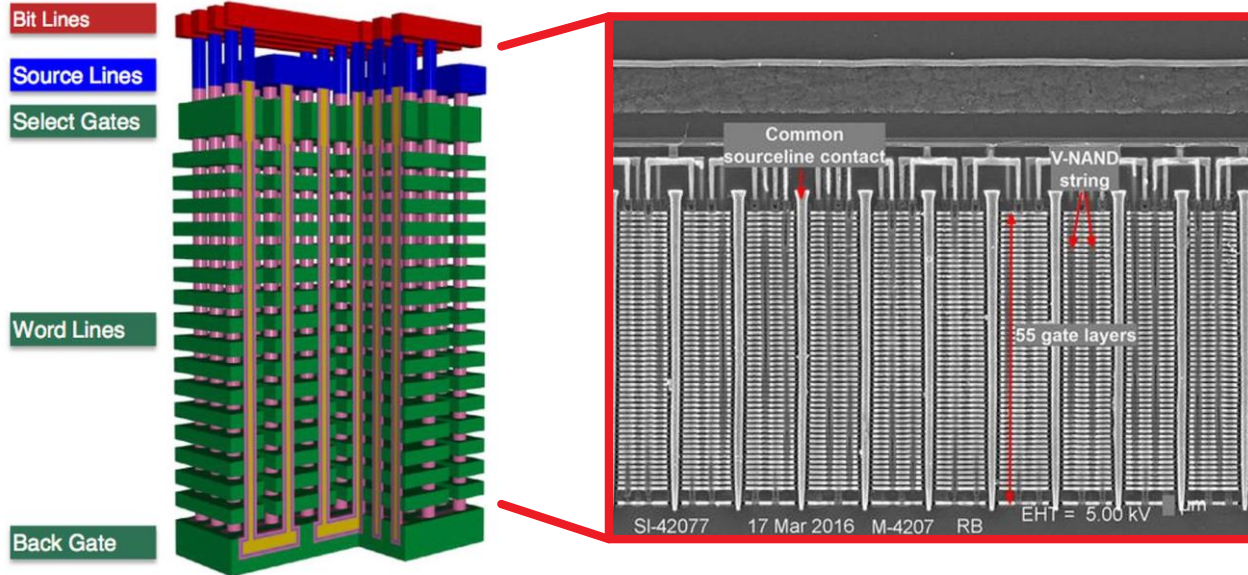 Bit Lines
Source Lines
Select Gates
Word Lines
Back Gate
Common
sourceline contact
V-NAND
string
55 gate layers
SI-42077 17 Mar 2016 M-4207 RB EHT = 5.00 kV µm